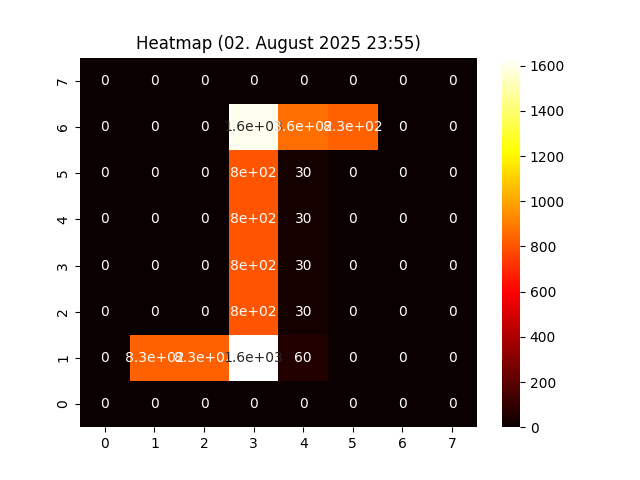 Heatmap (02. August 2025 23:55)
7 0 0 0 0 0 0 0 0
6 0 0 0 1.6e+03 8.6e+02 8.3e+02 0 0
5 0 0 0 8e+02 30 0 0 0
4 0 0 0 8e+02 30 0 0 0
3 0 0 0 8e+02 30 0 0 0
2 0 0 0 8e+02 30 0 0 0
1 0 8.3e+02 8.3e+02 1.6e+03 60 0 0 0
0 0 0 0 0 0 0 0 0
0 1 2 3 4 5 6 7
1600
1400
1200
1000
800
600
400
200
0